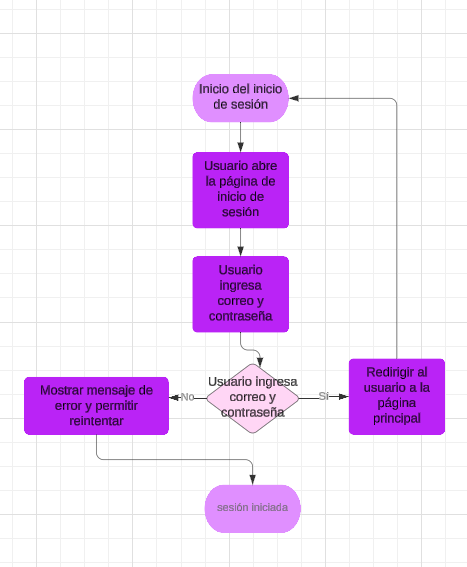 Inicio del inicio
de sesión
Usuario abre
la página de
inicio de
sesión
Usuario
ingresa
correo y
contraseña
Usuario ingresa
correo y
contraseña
No
Sí
Mostrar mensaje de
error y permitir
reintentar
Redirigir al
usuario a la
página
principal
sesión iniciada